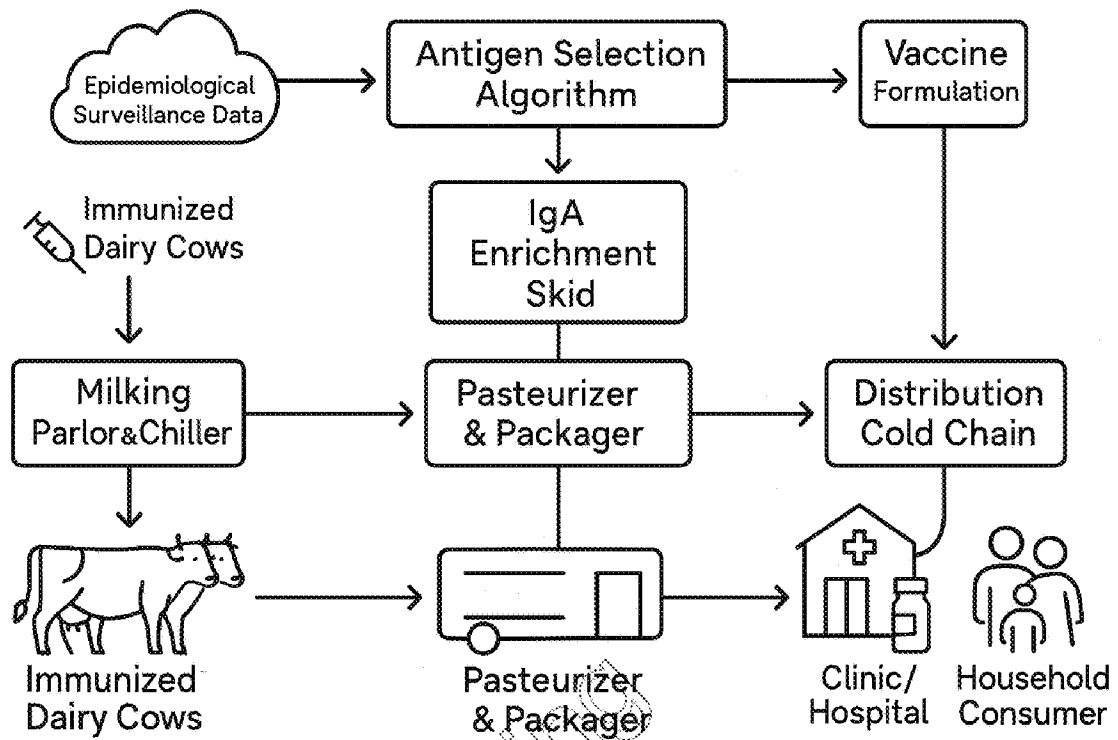 Epidemiological
Surveillance Data
Antigen Selection
Algorithm
Vaccine
Formulation
Immunized
Dairy Cows
IgA
Enrichment
Skid
Milking
Parlor&Chiller
Pasteurizer
& Packager
Distribution
Cold Chain
Immunized
Dairy Cows
Pasteurizer
& Packager
Clinic/
Hospital
Household
Consumer